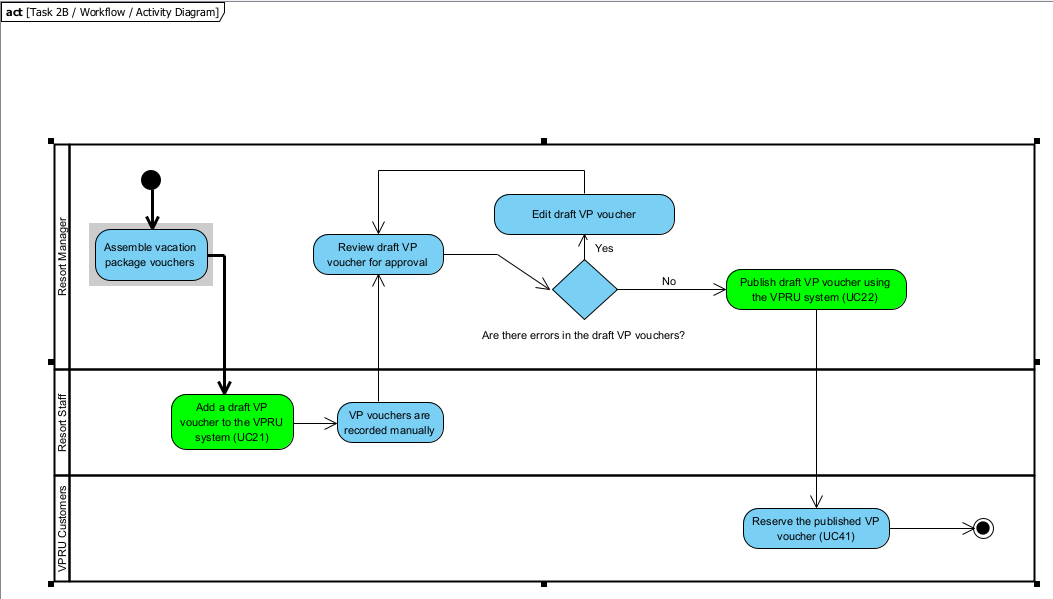 act [Task 2B / Workflow / Activity Diagram]
Resort Manager
Assemble vacation
package vouchers
Review draft VP
voucher for approval
Edit draft VP voucher
Yes
No
Are there errors in the draft VP vouchers?
Publish draft VP voucher using
the VPRU system (UC22)
Resort Staff
Add a draft VP
voucher to the VPRU
system (UC21)
VP vouchers are
recorded manually
VPRU Customers
Reserve the published VP
voucher (UC41)